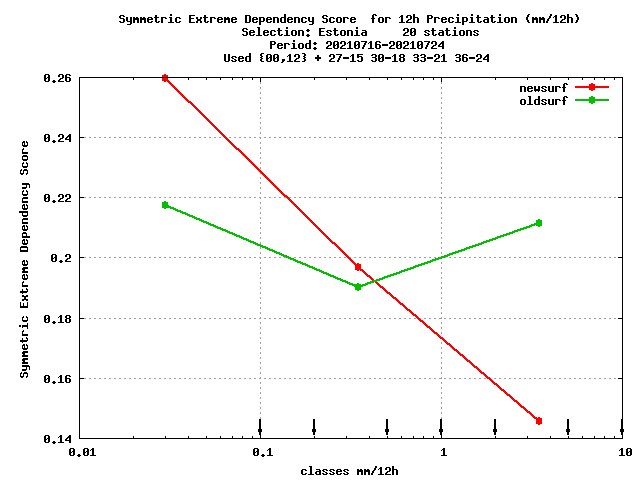 Symmetric Extreme Dependency Score  for 12h Precipitation (mm/12h)
Selection: Estonia     20 stations
Period: 20210716-20210724
Used {00,12} + 27-15 30-18 33-21 36-24
newsurf
oldsurf
0.26
0.24
0.22
0.2
0.18
0.16
0.14
Symmetric Extreme Dependency Score
0.01 0.1 1 10
classes mm/12h